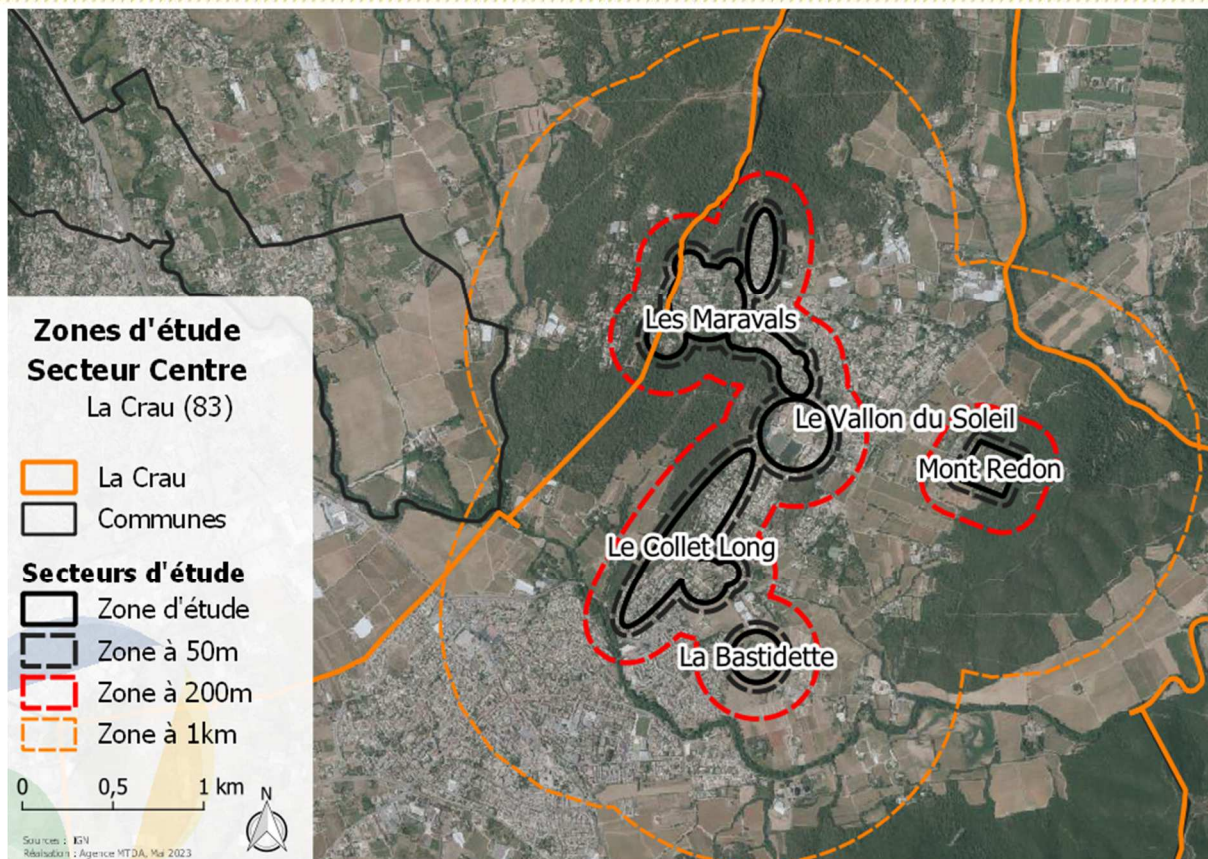 Les Maravals
Le Vallon du Soleil
Mont Redon
Le Collet Long
La Bastidette
Zones d'étude
Secteur Centre
La Crau (83)
La Crau
Communes
Secteurs d'étude
Zone d'étude
Zone à 50m
Zone à 200m
Zone à 1km
0 0,5 1 km
N
Sources : IGN
Réalisation : Agence MTDA, Mai 2023